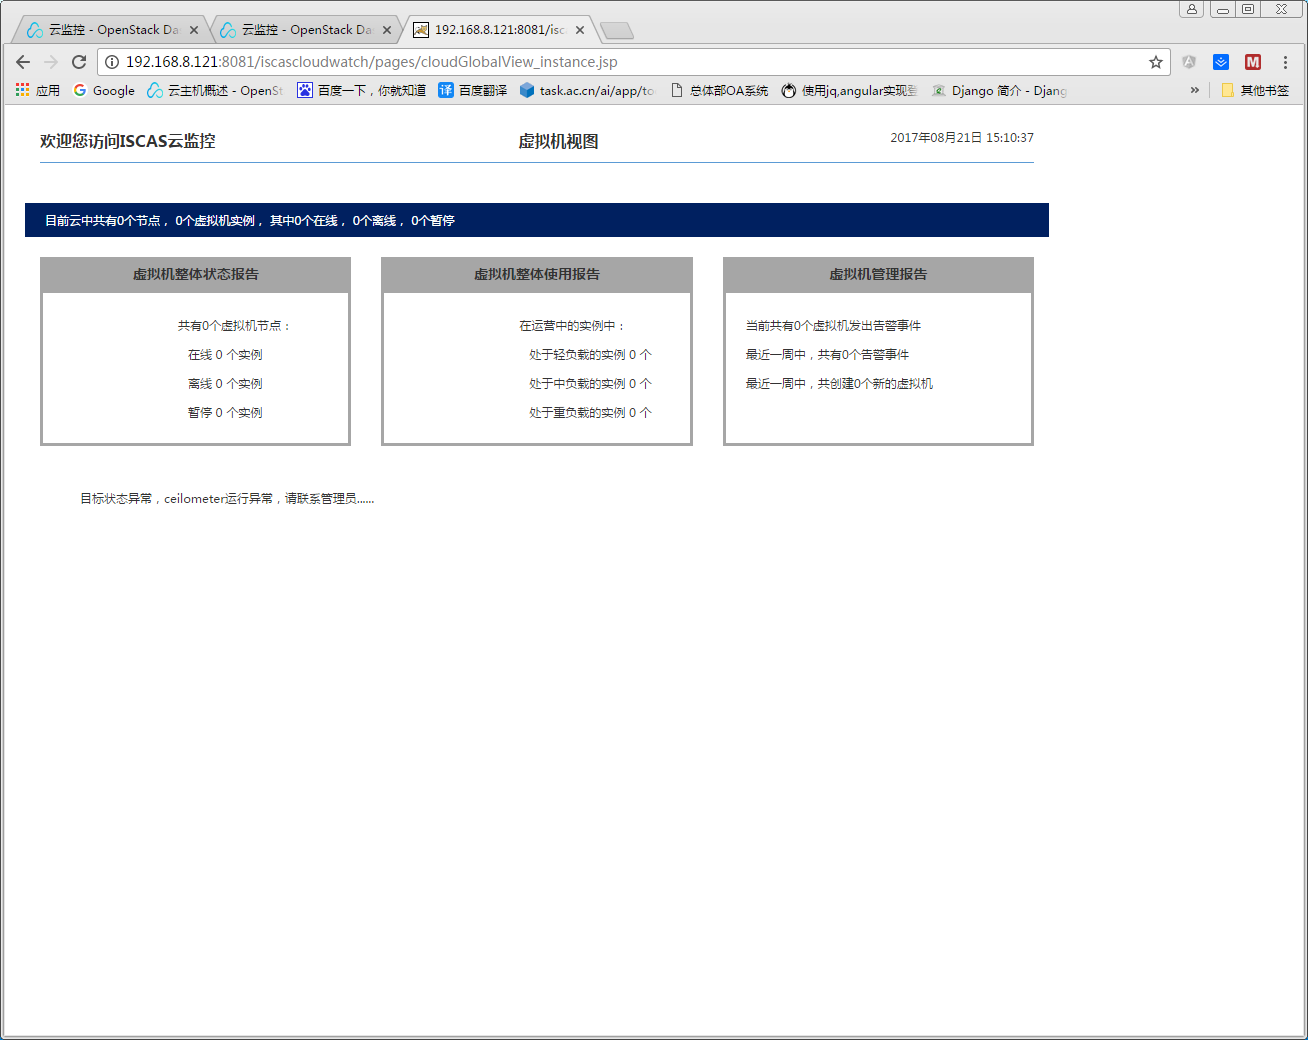 云监控 - OpenStack Da
云监控 - OpenStack Da
192.168.8.121:8081/isc
192.168.8.121:8081/iscascloudwatch/pages/cloudGlobalView_instance.jsp
应用 Google 云主机概述 - OpenSt 百度一下，你就知道 译 百度翻译 task.ac.cn/ai/app/to 总体部OA系统 使用jq,angular实现登 Django 简介 - Djang » 其他书签
欢迎您访问ISCAS云监控
虚拟机视图
2017年08月21日 15:10:37
目前云中共有0个节点， 0个虚拟机实例， 其中0个在线， 0个离线， 0个暂停
虚拟机整体状态报告
共有0个虚拟机节点：
在线 0 个实例
离线 0 个实例
暂停 0 个实例
虚拟机整体使用报告
在运营中的实例中：
处于轻负载的实例 0 个
处于中负载的实例 0 个
处于重负载的实例 0 个
虚拟机管理报告
当前共有0个虚拟机发出告警事件
最近一周中，共有0个告警事件
最近一周中，共创建0个新的虚拟机
目标状态异常，ceilometer运行异常，请联系管理员......